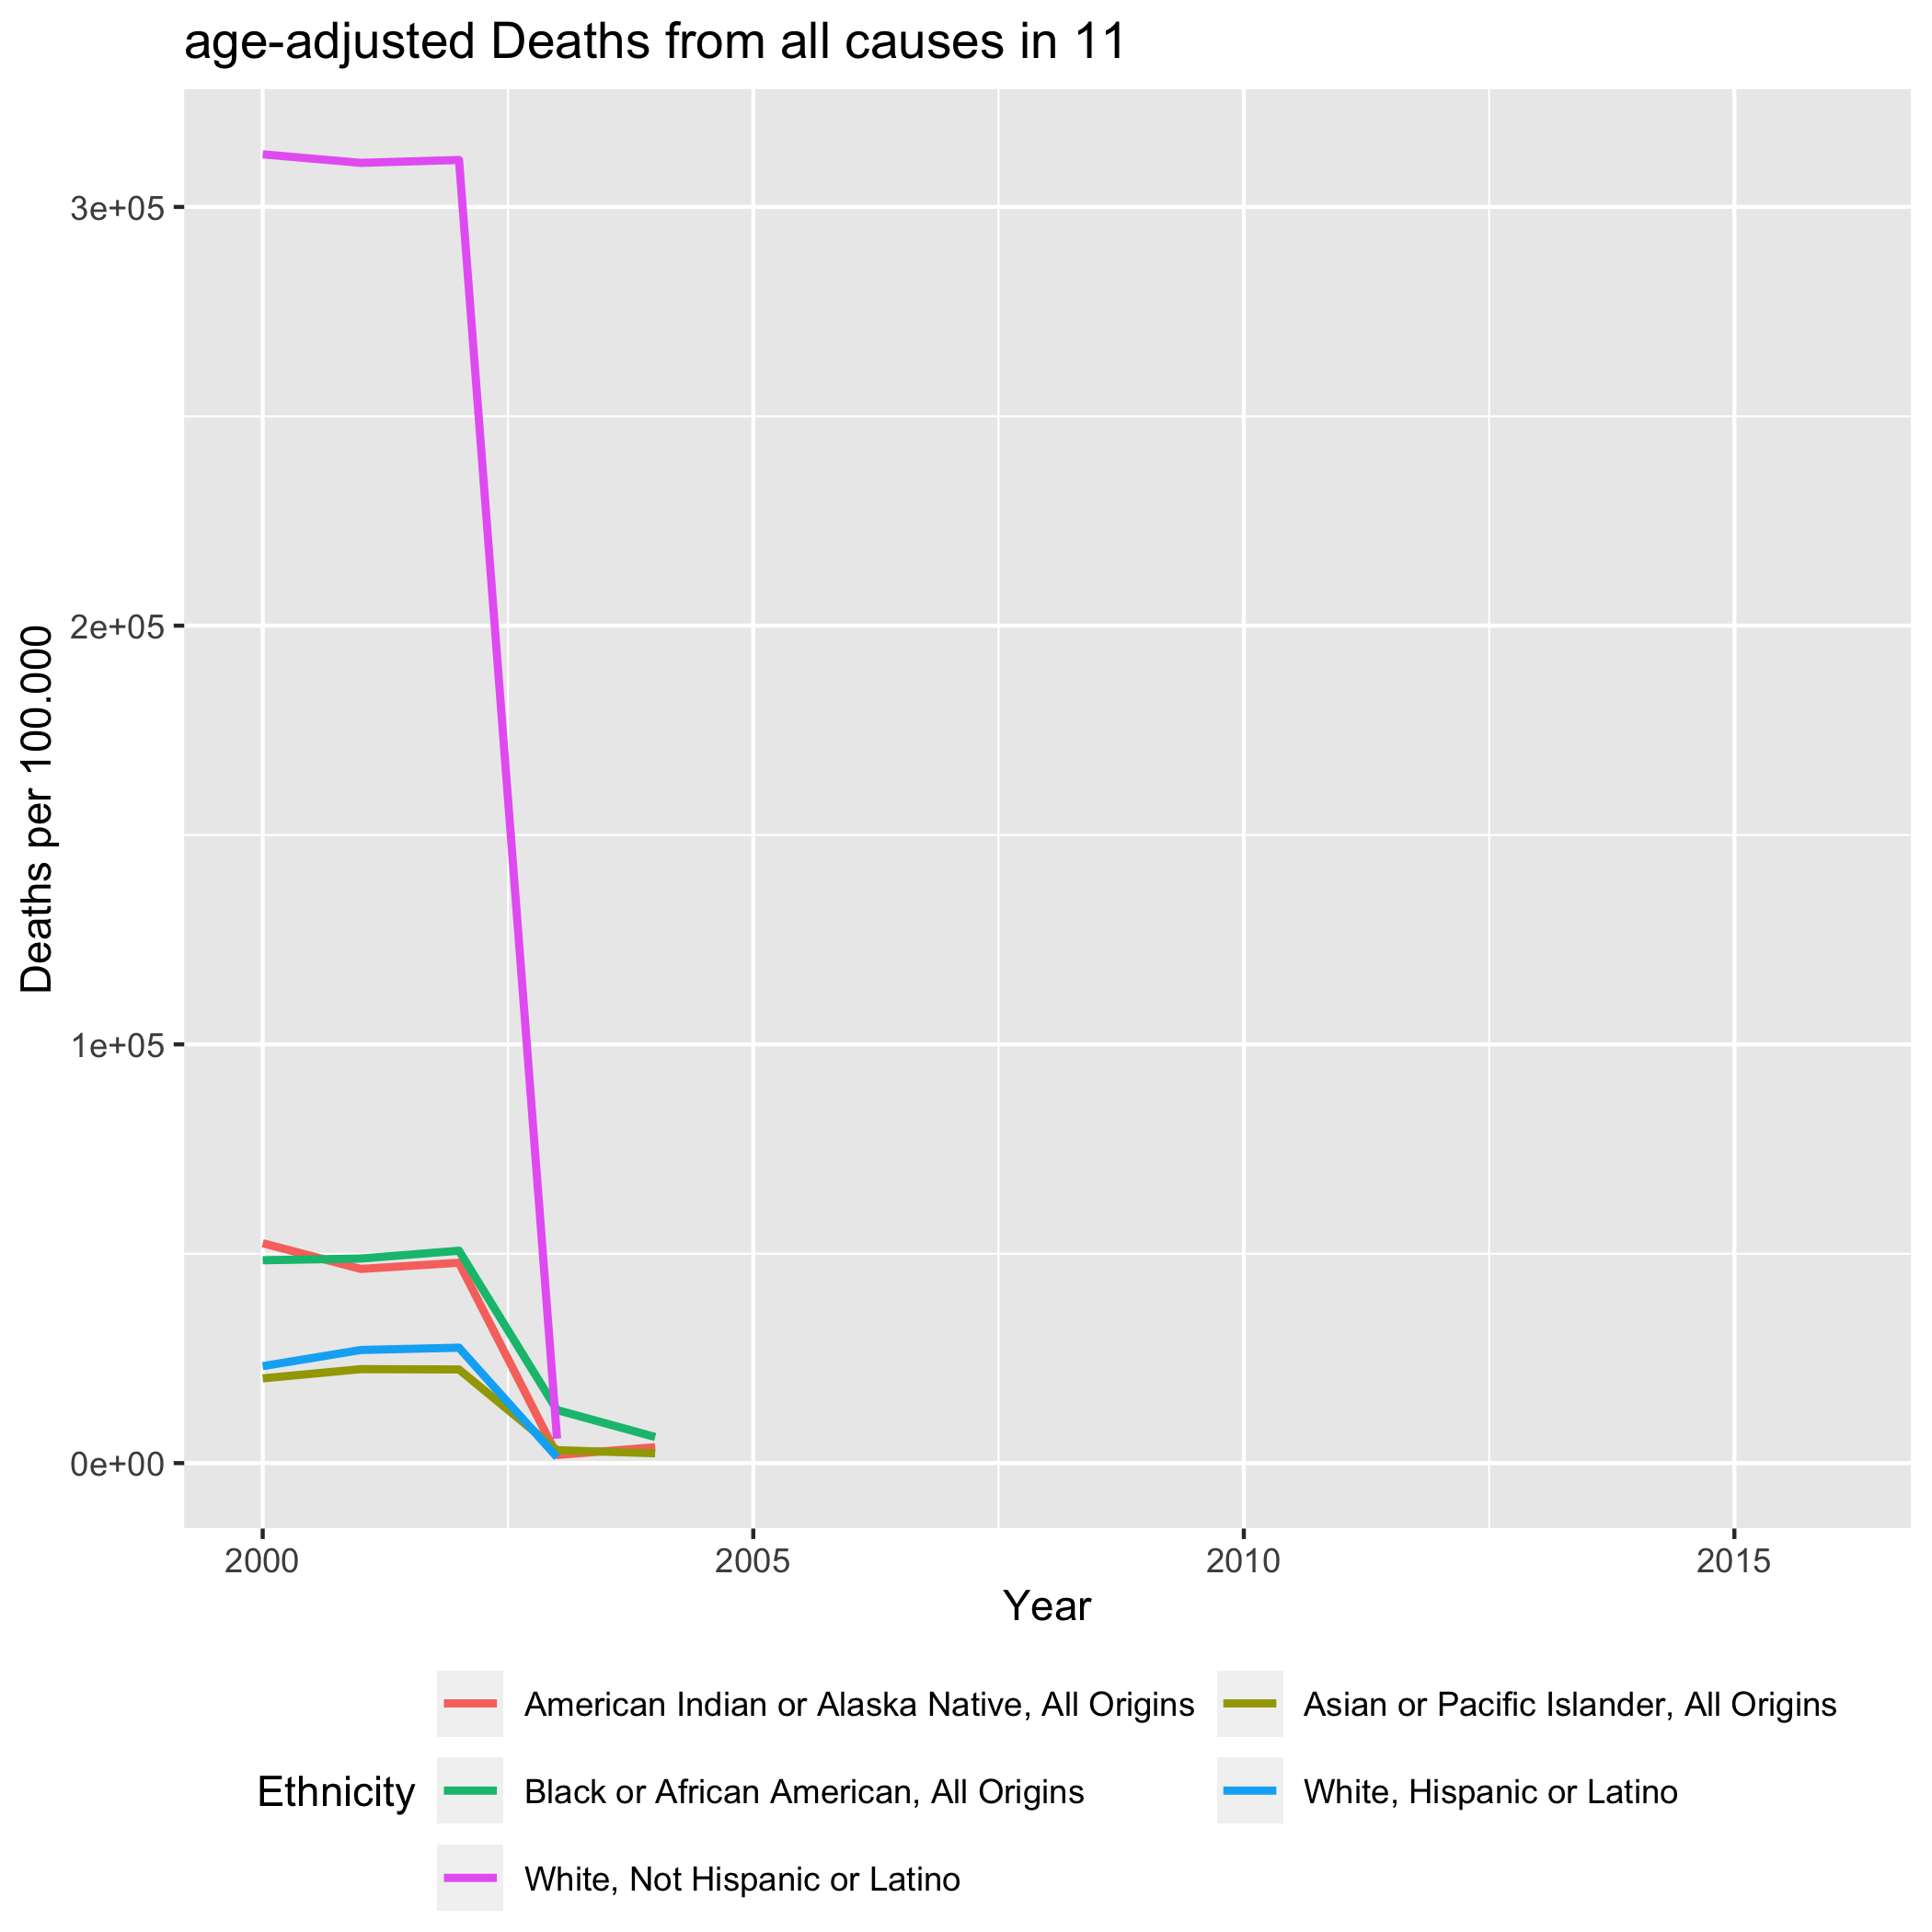 age-adjusted Deaths from all causes in 11
Deaths per 100.000
3e+05
2e+05
1e+05
0e+00
2000 2005 2010 2015
Year
Ethnicity
American Indian or Alaska Native, All Origins
Asian or Pacific Islander, All Origins
Black or African American, All Origins
White, Hispanic or Latino
White, Not Hispanic or Latino